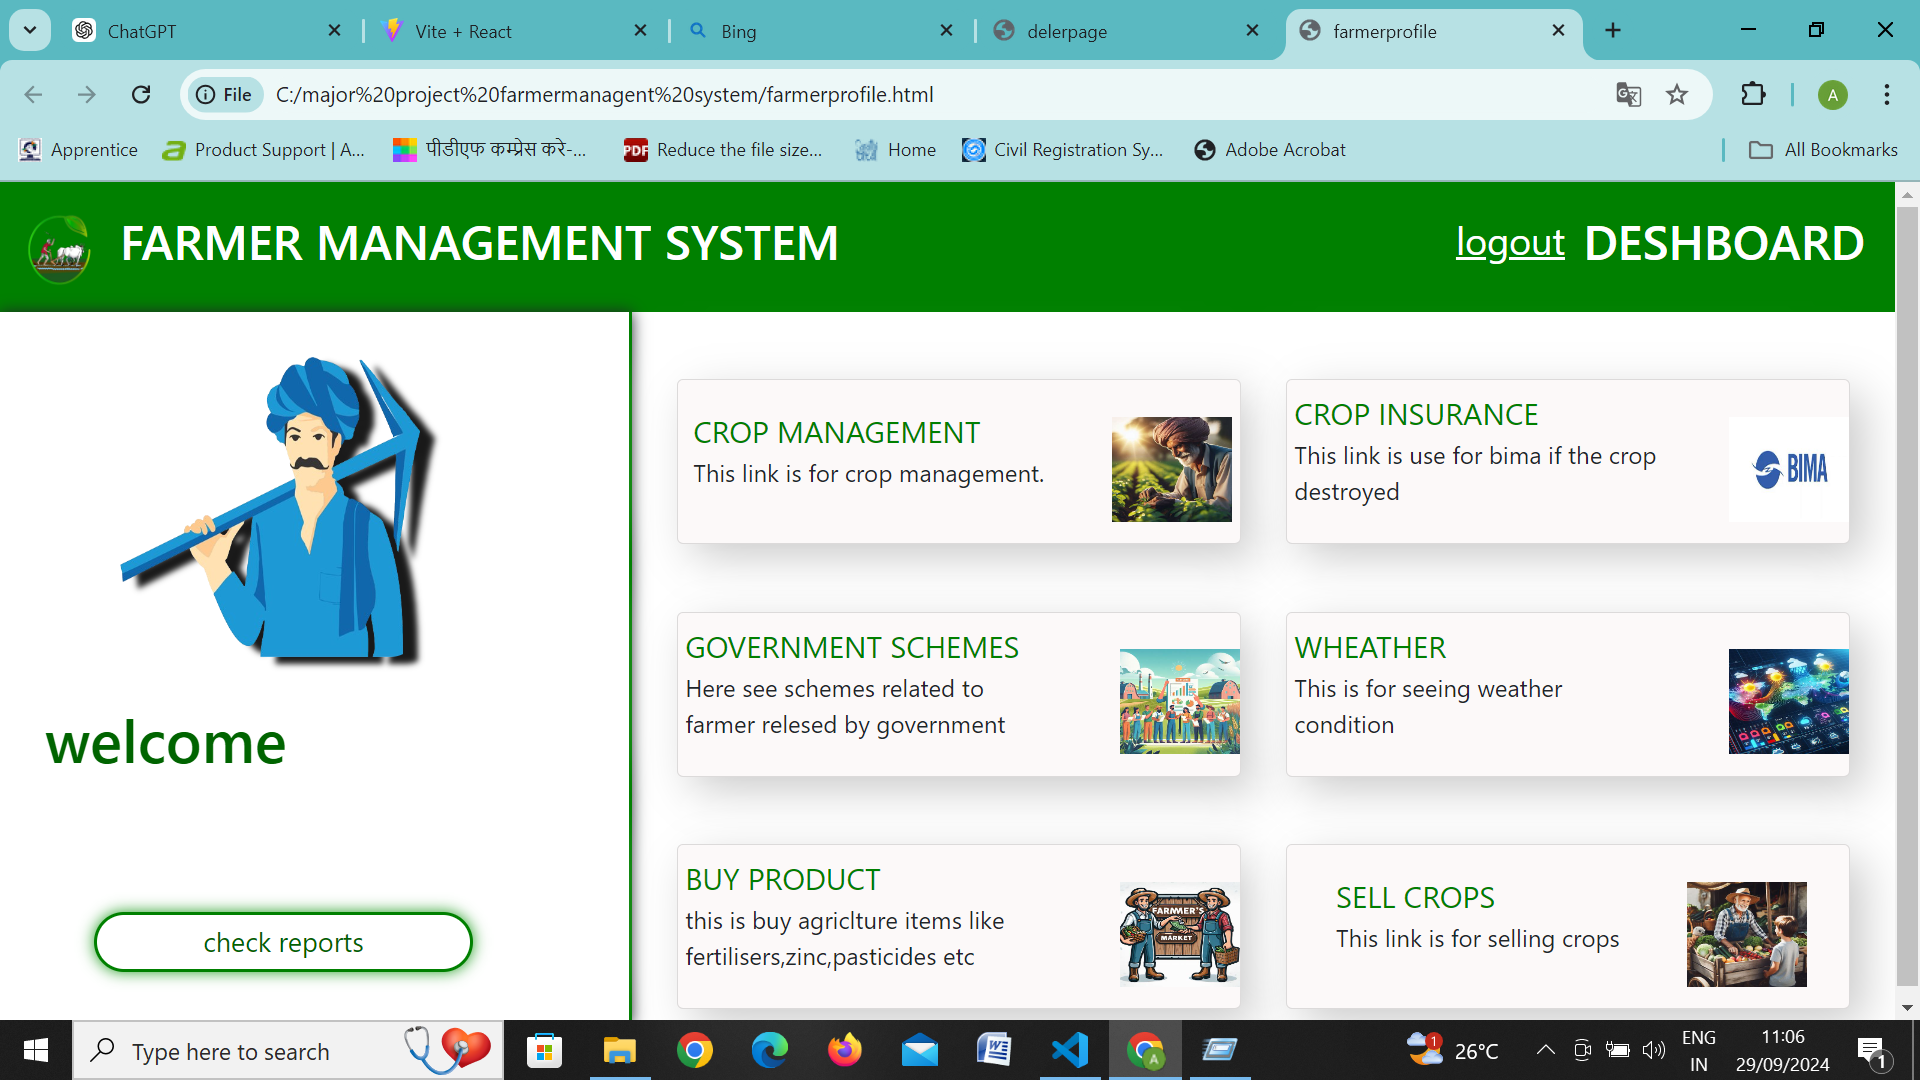 ChatGPT
Vite + React
Bing
delerpage
farmerprofile
File
C:/major%20project%20farmermanagent%20system/farmerprofile.html
A
Apprentice
Product Support | A...
पीडीएफ कम्प्रेस करे-...
PDF
Reduce the file size...
Home
Civil Registration Sy...
Adobe Acrobat
All Bookmarks
FARMER MANAGEMENT SYSTEM
logout
DESHBOARD
welcome
check reports
CROP MANAGEMENT
This link is for crop management.
CROP INSURANCE
This link is use for bima if the crop
destroyed
BIMA
GOVERNMENT SCHEMES
Here see schemes related to
farmer relesed by government
WHEATHER
This is for seeing weather
condition
BUY PRODUCT
this is buy agriclture items like
fertilisers,zinc,pasticides etc
FARMMER'S
MARKET
SELL CROPS
This link is for selling crops
Type here to search
A
1
26°C
ENG
IN
11:06
29/09/2024
1